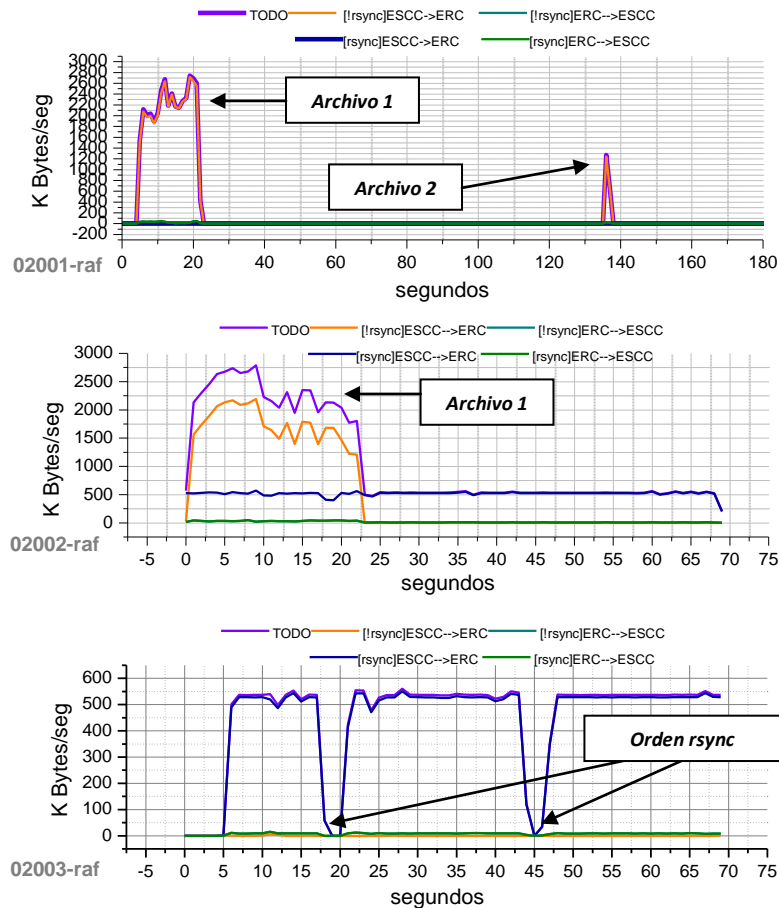 TODO [!rsync]ESCC->ERC [!rsync]ERC->ESCC
[rsync]ESCC->ERC [rsync]ERC-->ESCC
3000
2800
2600
2400
2200
2000
1800
1600
1400
1200
1000
800
600
400
200
0
-200
K Bytes/seg
Archivo 1
Archivo 2
0 20 40 60 80 100 120 140 160 180
02001-raf
segundos
TODO [!rsync]ESCC-->ERC [!rsync]ERC-->ESCC
[rsync]ESCC-->ERC [rsync]ERC-->ESCC
3000
2500
2000
1500
1000
500
0
K Bytes/seg
Archivo 1
02002-raf
-5 0 5 10 15 20 25 30 35 40 45 50 55 60 65 70 75
segundos
TODO [!rsync]ESCC-->ERC [!rsync]ERC-->ESCC
[rsync]ESCC-->ERC [rsync]ERC-->ESCC
600
500
400
300
200
100
0
K Bytes/seg
Orden rsync
02003-raf
-5 0 5 10 15 20 25 30 35 40 45 50 55 60 65 70 75
segundos